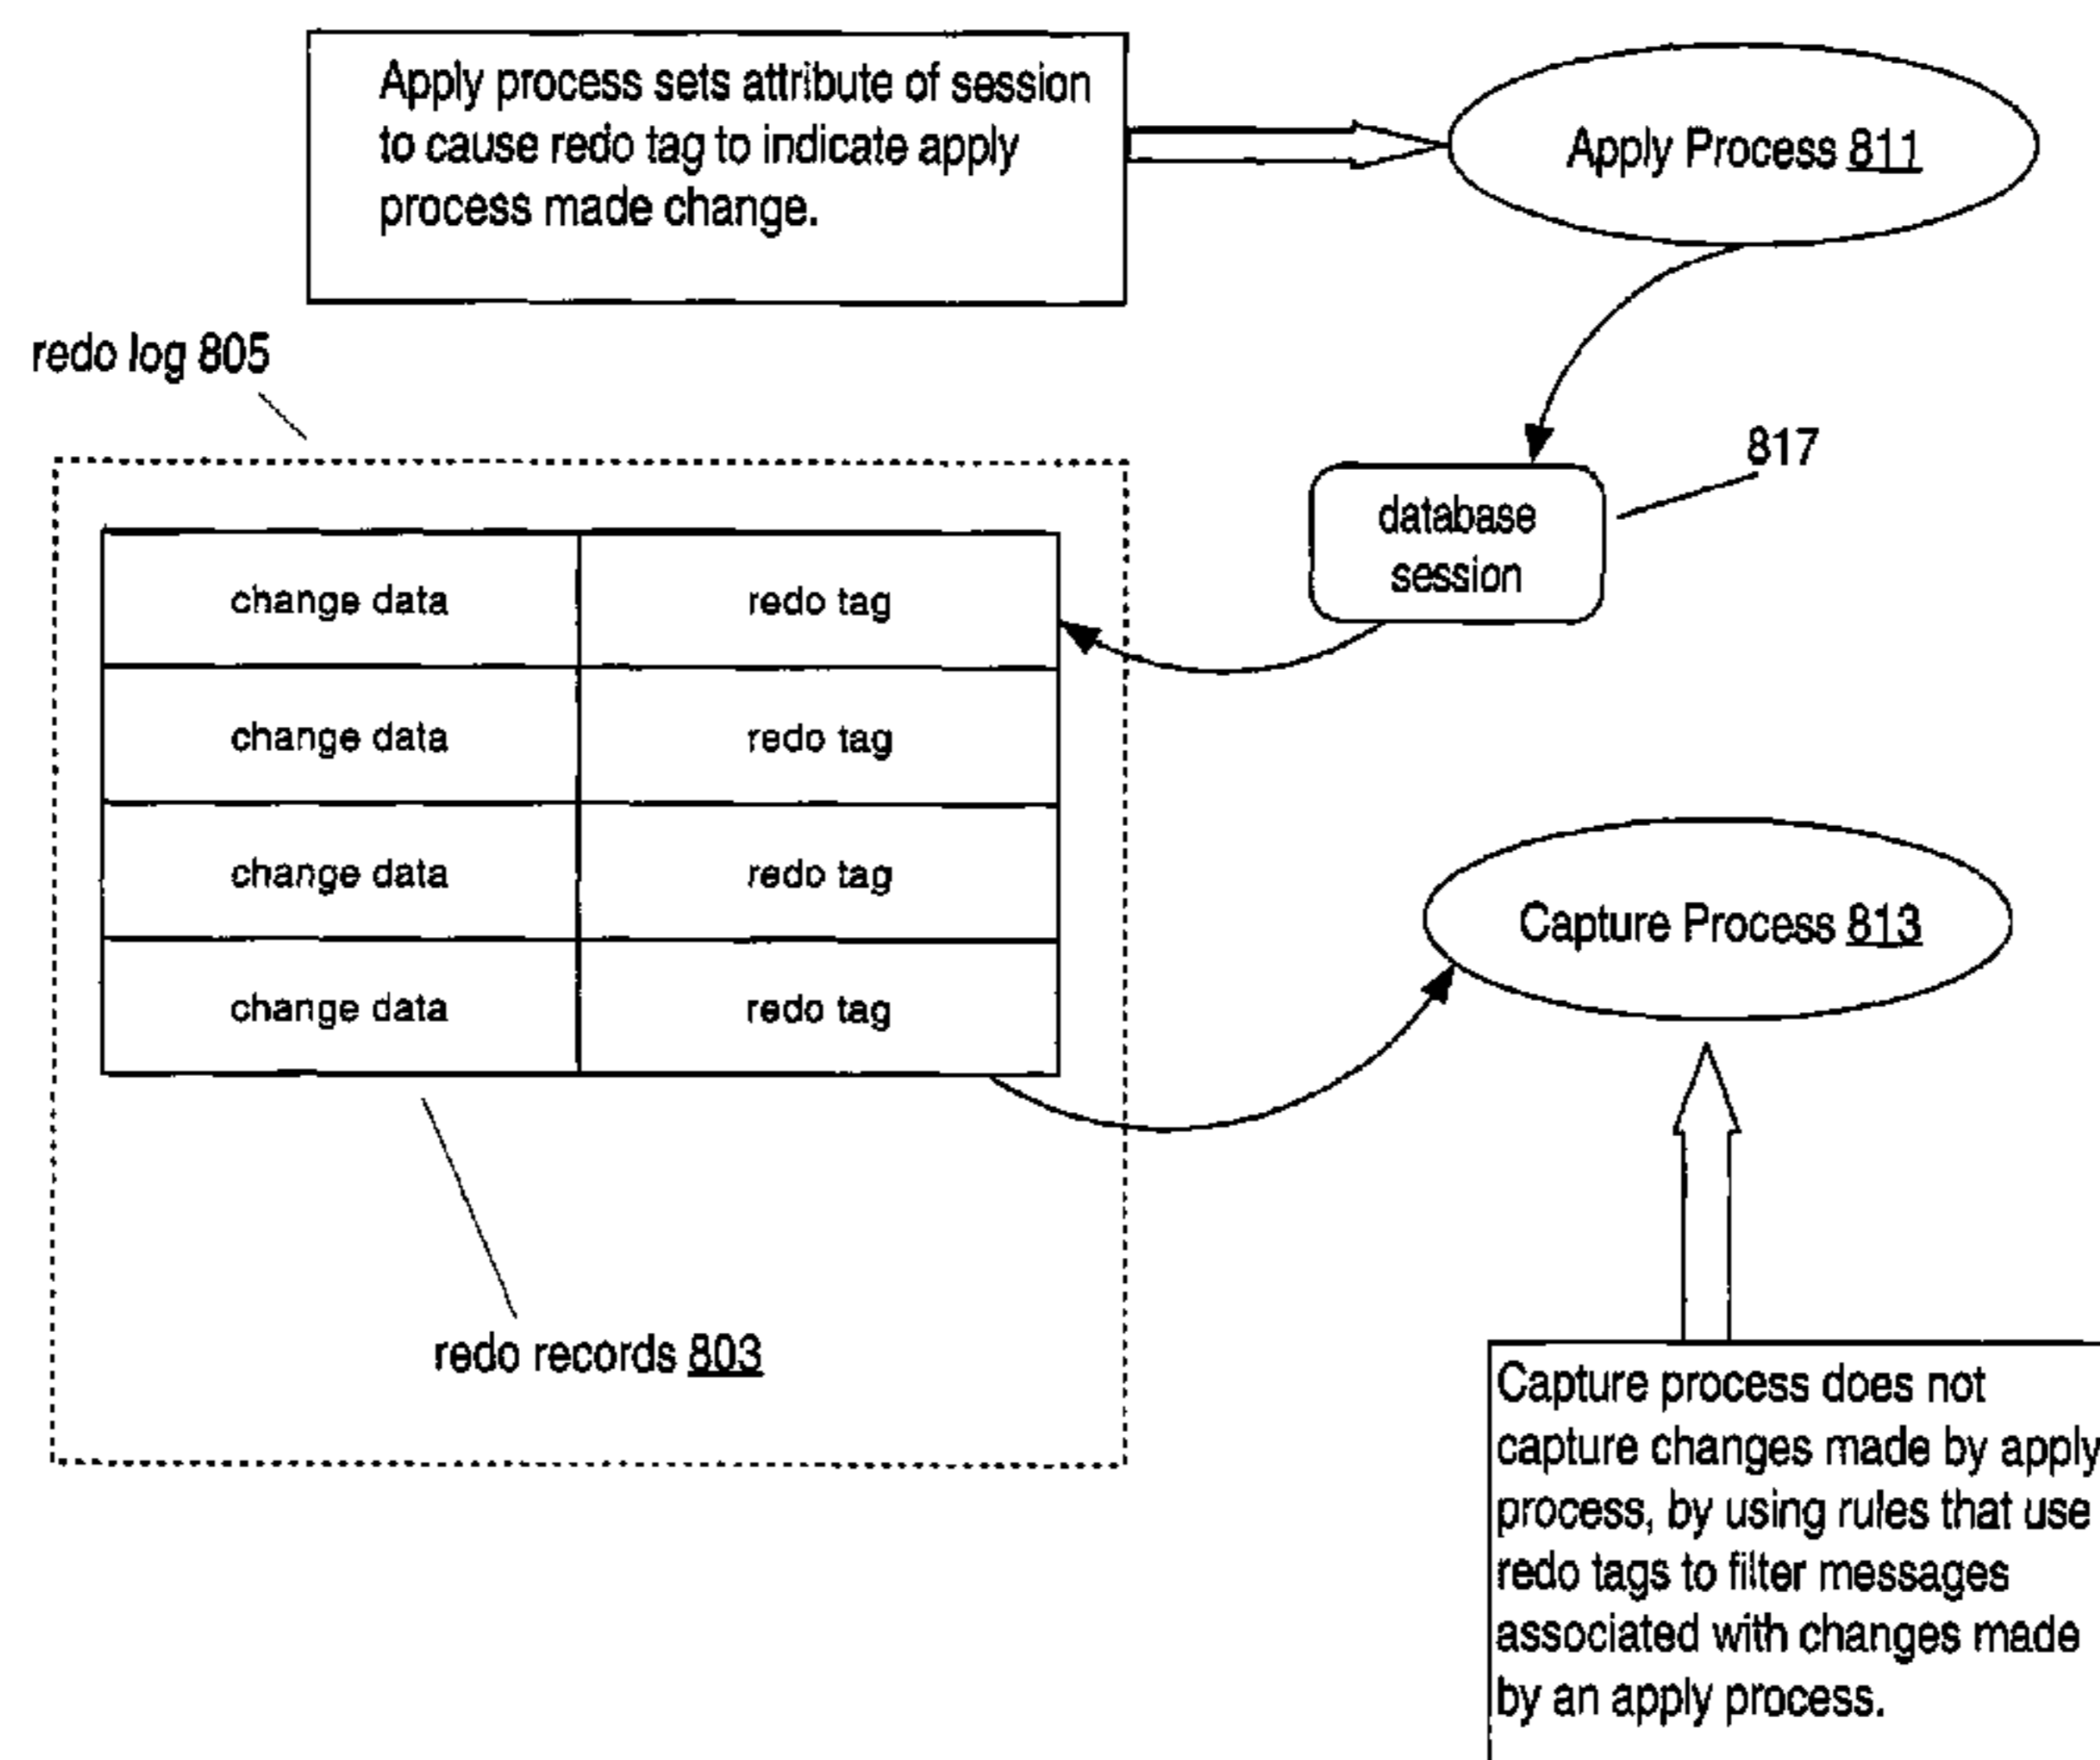 Apply process sets attribute of session
to cause redo tag to indicate apply
process made change.
Apply Process 811
redo log 805
817
database
session
change data redo tag
change data redo tag
change data redo tag
change data redo tag
Capture Process 813
redo records 803
Capture process does not
capture changes made by apply
process, by using rules that use
redo tags to filter messages
associated with changes made
by an apply process.